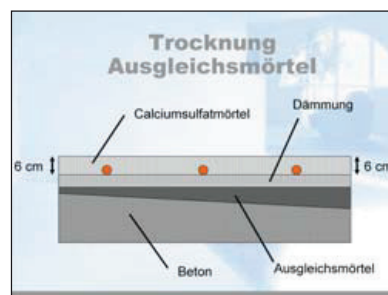 Trocknung
Ausgleichsmörtel
Dämmung
Calciumsulfatmörtel
6 cm
6 cm
Ausgleichsmörtel
Beton